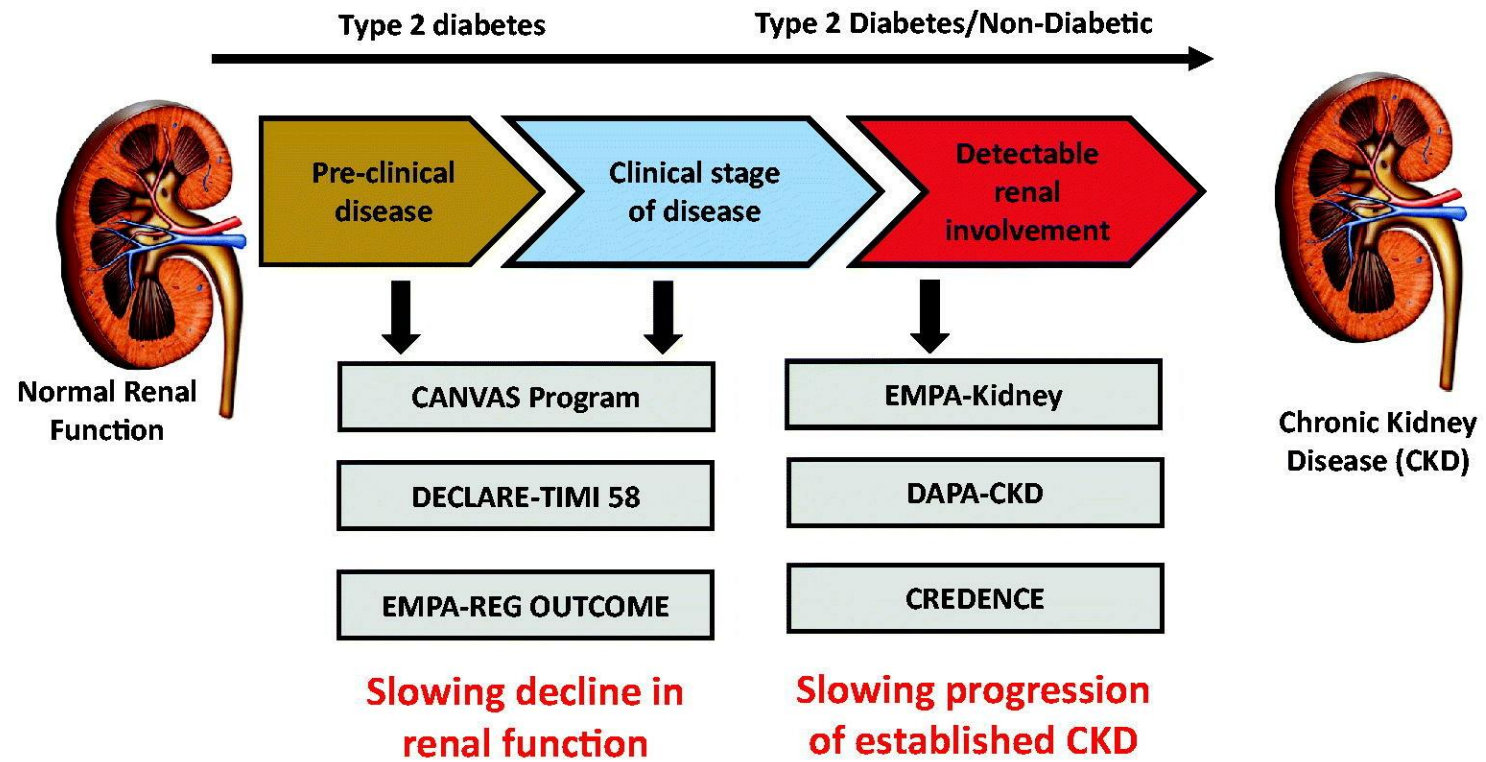 Type 2 diabetes
Type 2 Diabetes/Non-Diabetic
Pre-clinical
disease
Clinical stage
of disease
Detectable
renal
involvement
Normal Renal
Function
CANVAS Program
DECLARE-TIMI 58
EMPA-REG OUTCOME
Slowing decline in
renal function
EMPA-Kidney
DAPA-CKD
CREDENCE
Slowing progression
of established CKD
Chronic Kidney
Disease (CKD)